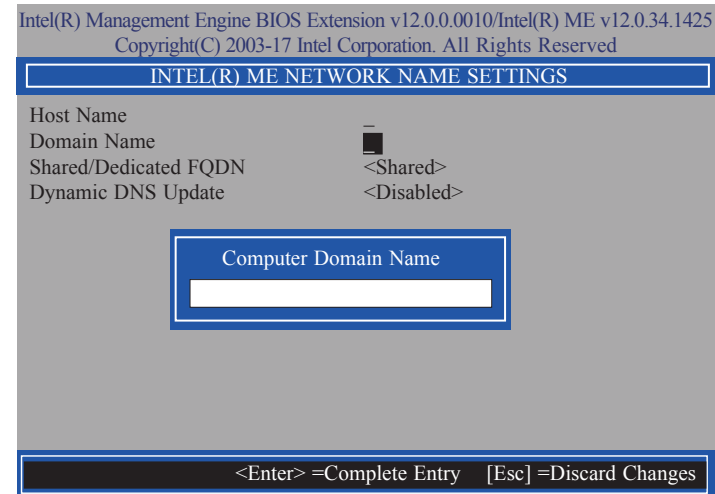 Intel(R) Management Engine BIOS Extension v12.0.0.0010/Intel(R) ME v12.0.34.1425
Copyright(C) 2003-17 Intel Corporation. All Rights Reserved
INTEL(R) ME NETWORK NAME SETTINGS
Host Name _
Domain Name _
Shared/Dedicated FQDN <Shared>
Dynamic DNS Update <Disabled>
Computer Domain Name
<Enter> =Complete Entry [Esc] =Discard Changes